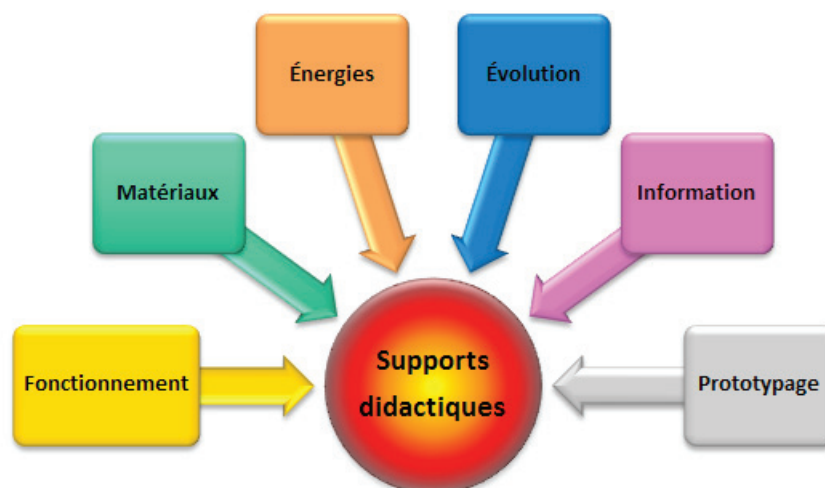 Énergies
Évolution
Matériaux
Information
Fonctionnement
Supports
didactiques
Prototypage